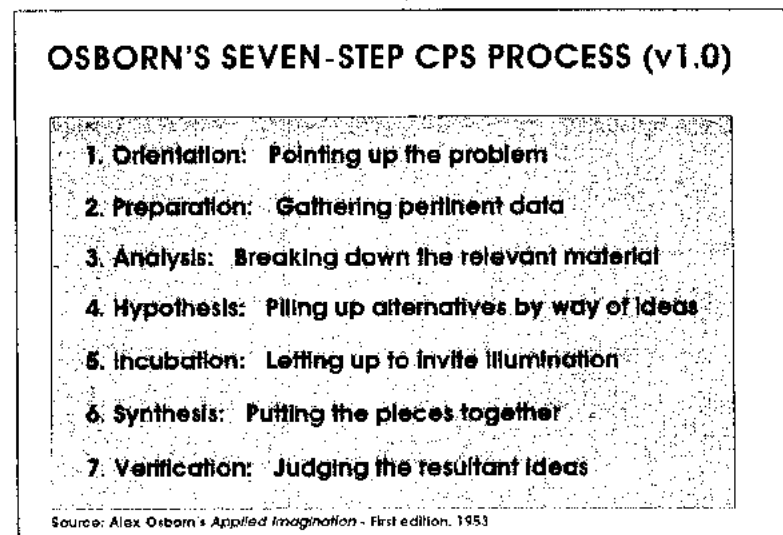 OSBORN'S SEVEN-STEP CPS PROCESS (v1.0)
1. Orientation: Pointing up the problem
2. Preparation: Gathering pertinent data
3. Analysis: Breaking down the relevant material
4. Hypothesis: Piling up alternatives by way of ideas
5. Incubation: Letting up to invite illumination
6. Synthesis: Putting the pieces together
7. Verification: Judging the resultant ideas
Source: Alex Osborn's Applied Imagination - First edition, 1953